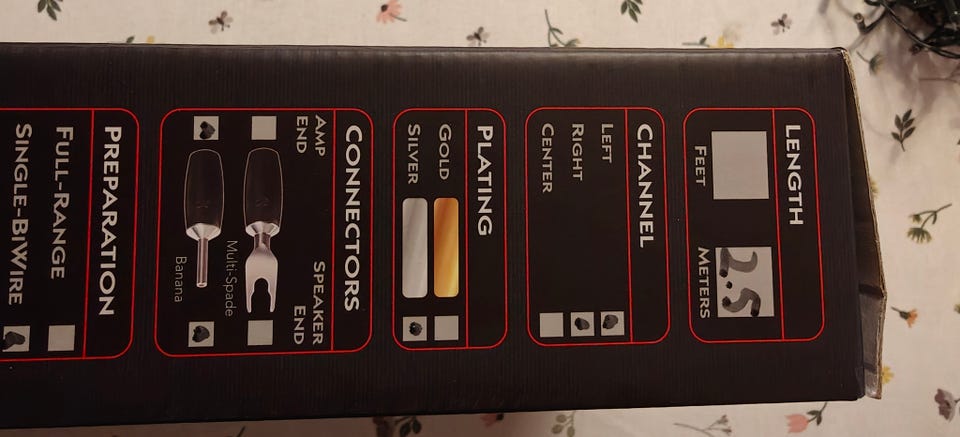 LENGTH
FEET
2.5
METERS
CHANNEL
LEFT
RIGHT
CENTER
PLATING
GOLD
SILVER
CONNECTORS
AMP END
SPEAKER END
Multi-Spade
Banana
PREPARATION
FULL-RANGE
SINGLE-BIWIRE